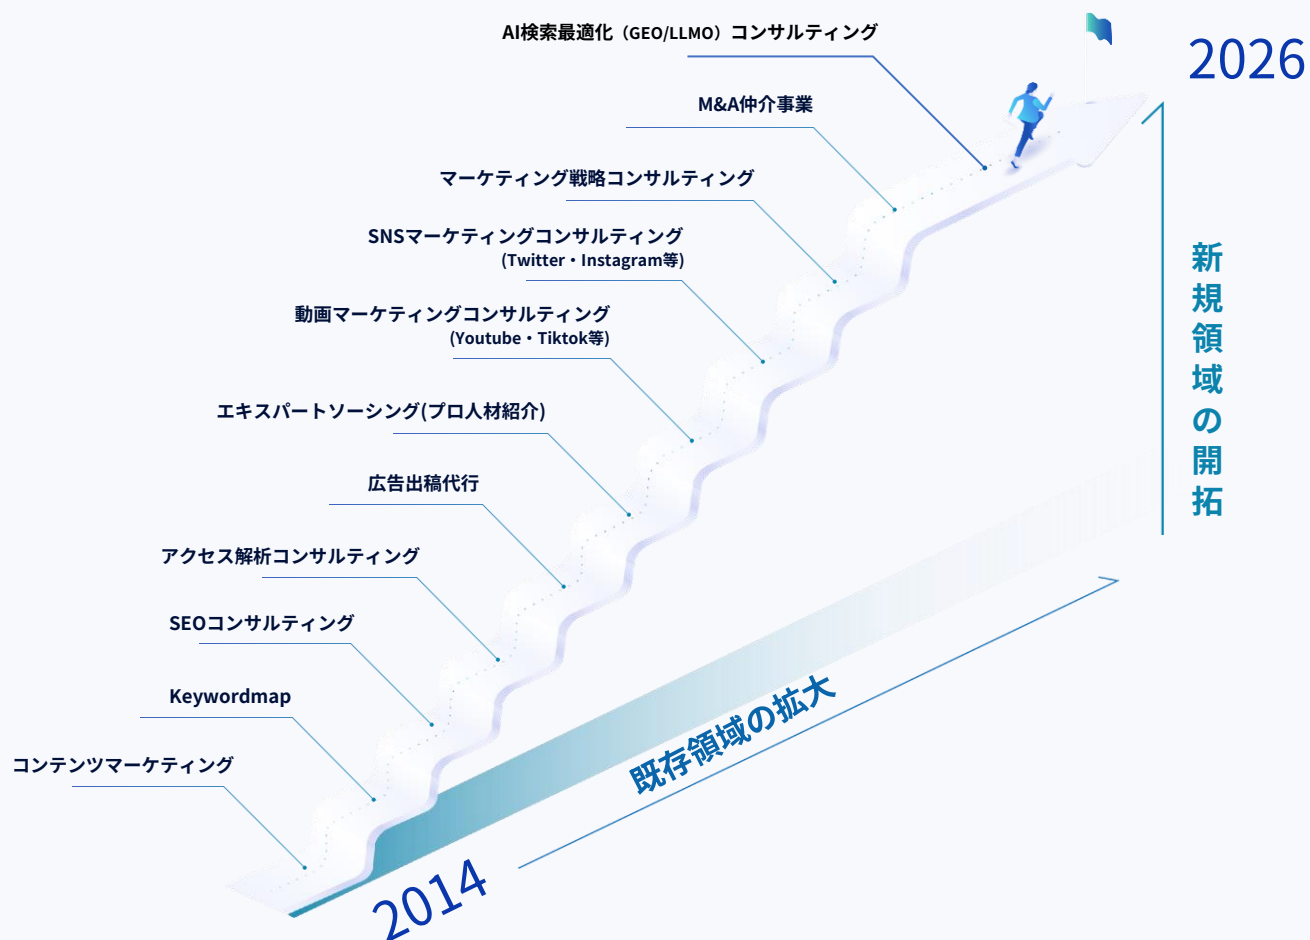 AI検索最適化（GEO/LLMO）コンサルティング
2026
M&A仲介事業
マーケティング戦略コンサルティング
SNSマーケティングコンサルティング
(Twitter・Instagram等)
新規領域の開拓
動画マーケティングコンサルティング
(Youtube・Tiktok等)
エキスパートソーシング(プロ人材紹介)
広告出稿代行
アクセス解析コンサルティング
SEOコンサルティング
Keywordmap
既存領域の拡大
コンテンツマーケティング
2014